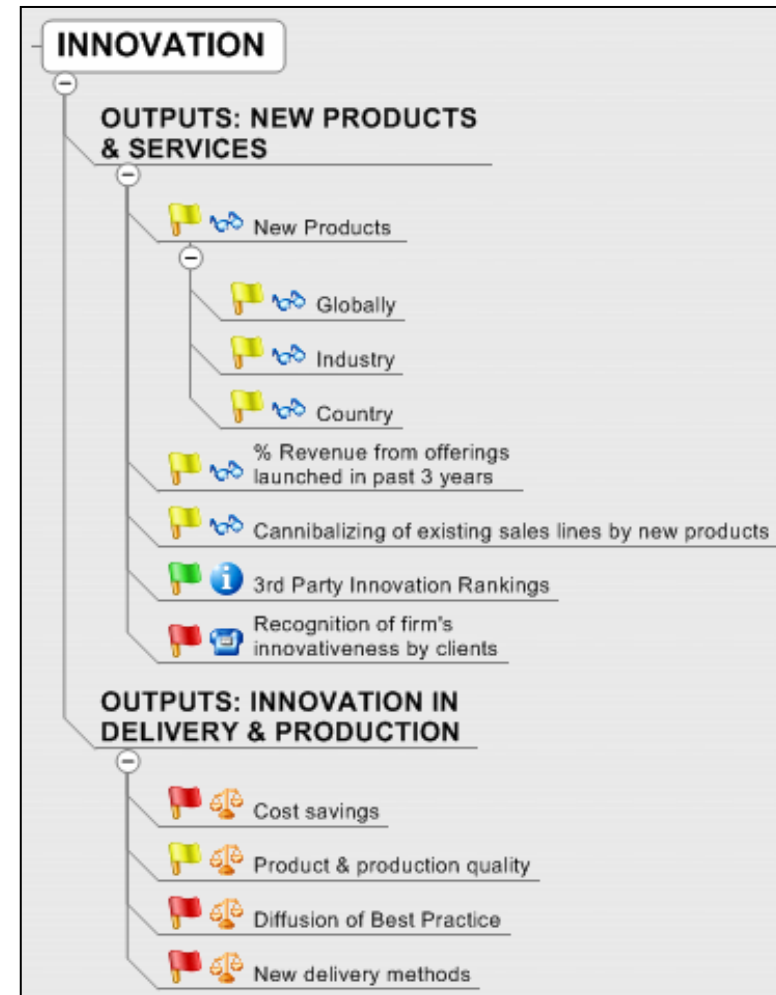 INNOVATION
OUTPUTS: NEW PRODUCTS
& SERVICES
New Products
Globally
Industry
Country
% Revenue from offerings
launched in past 3 years
Cannibalizing of existing sales lines by new products
3rd Party Innovation Rankings
Recognition of firm's
innovativeness by clients
OUTPUTS: INNOVATION IN
DELIVERY & PRODUCTION
Cost savings
Product & production quality
Diffusion of Best Practice
New delivery methods